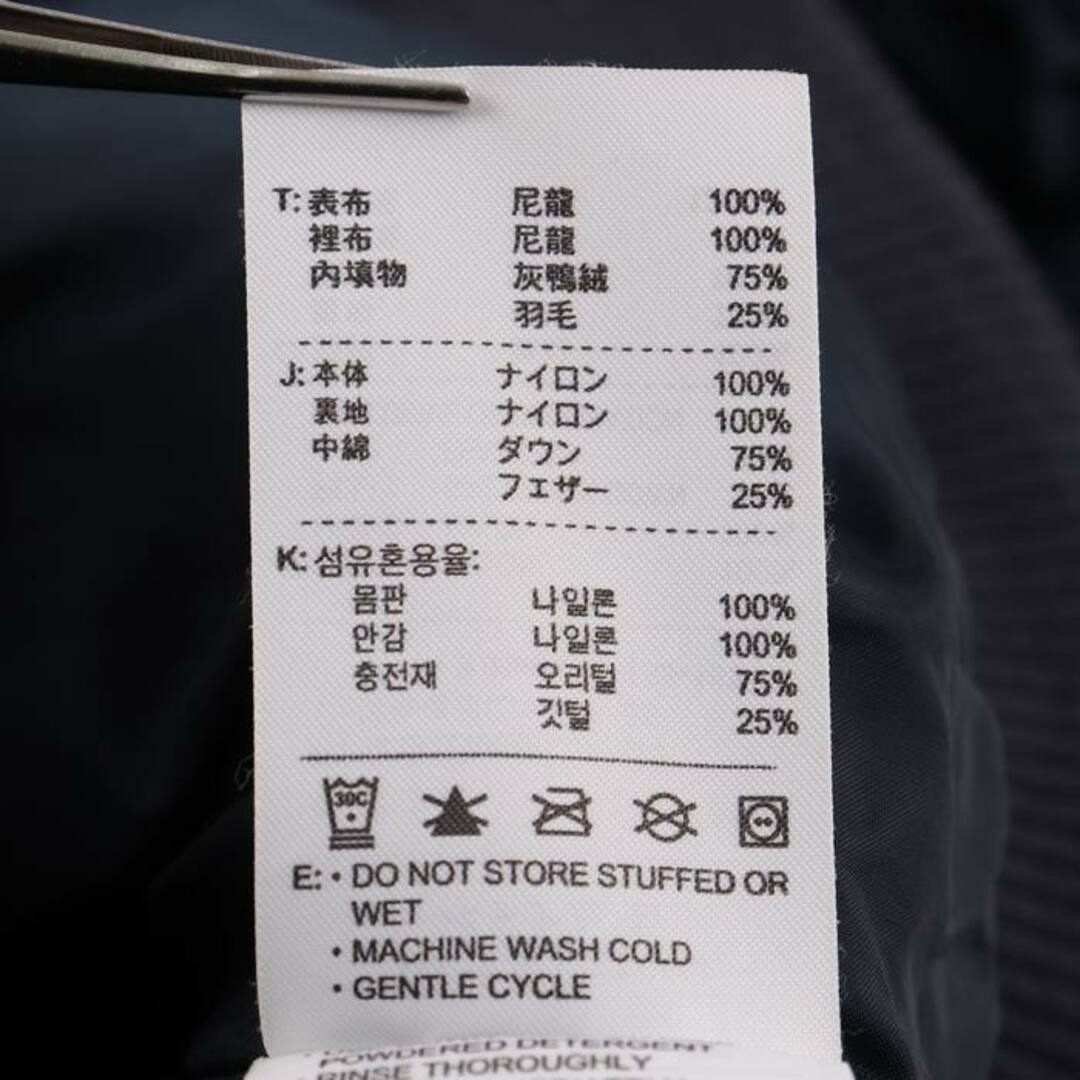 T: 表布 尼龍 100%
裡布 尼龍 100%
內填物 灰鴨絨 75%
羽毛 25%
J: 本体 ナイロン 100%
裏地 ナイロン 100%
中綿 ダウン 75%
フェザー 25%
K: 섬유혼용율:
몸판 나일론 100%
안감 나일론 100%
충전재 오리털 75%
깃털 25%
30C
E: • DO NOT STORE STUFFED OR
WET
• MACHINE WASH COLD
• GENTLE CYCLE
POWDERED DETERGENT
RINSE THOROUGHLY